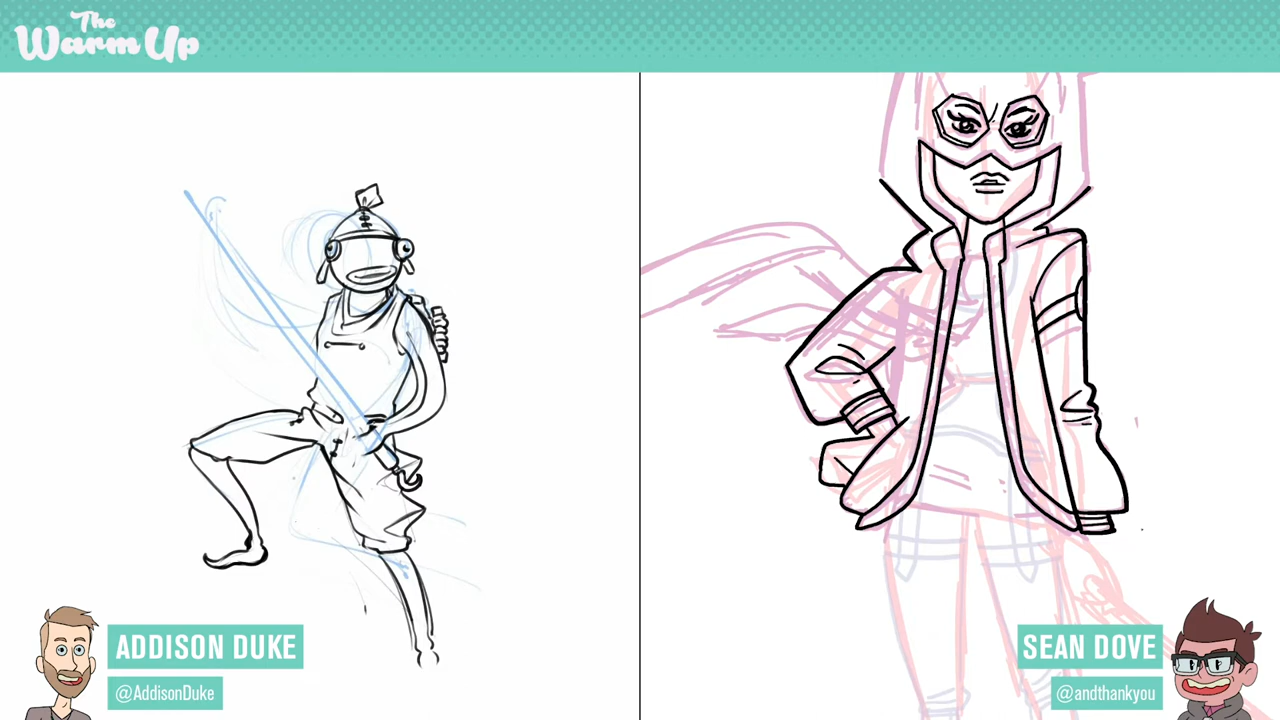 The
Warm Up
ADDISON DUKE
@AddisonDuke
SEAN DOVE
@andthankyou